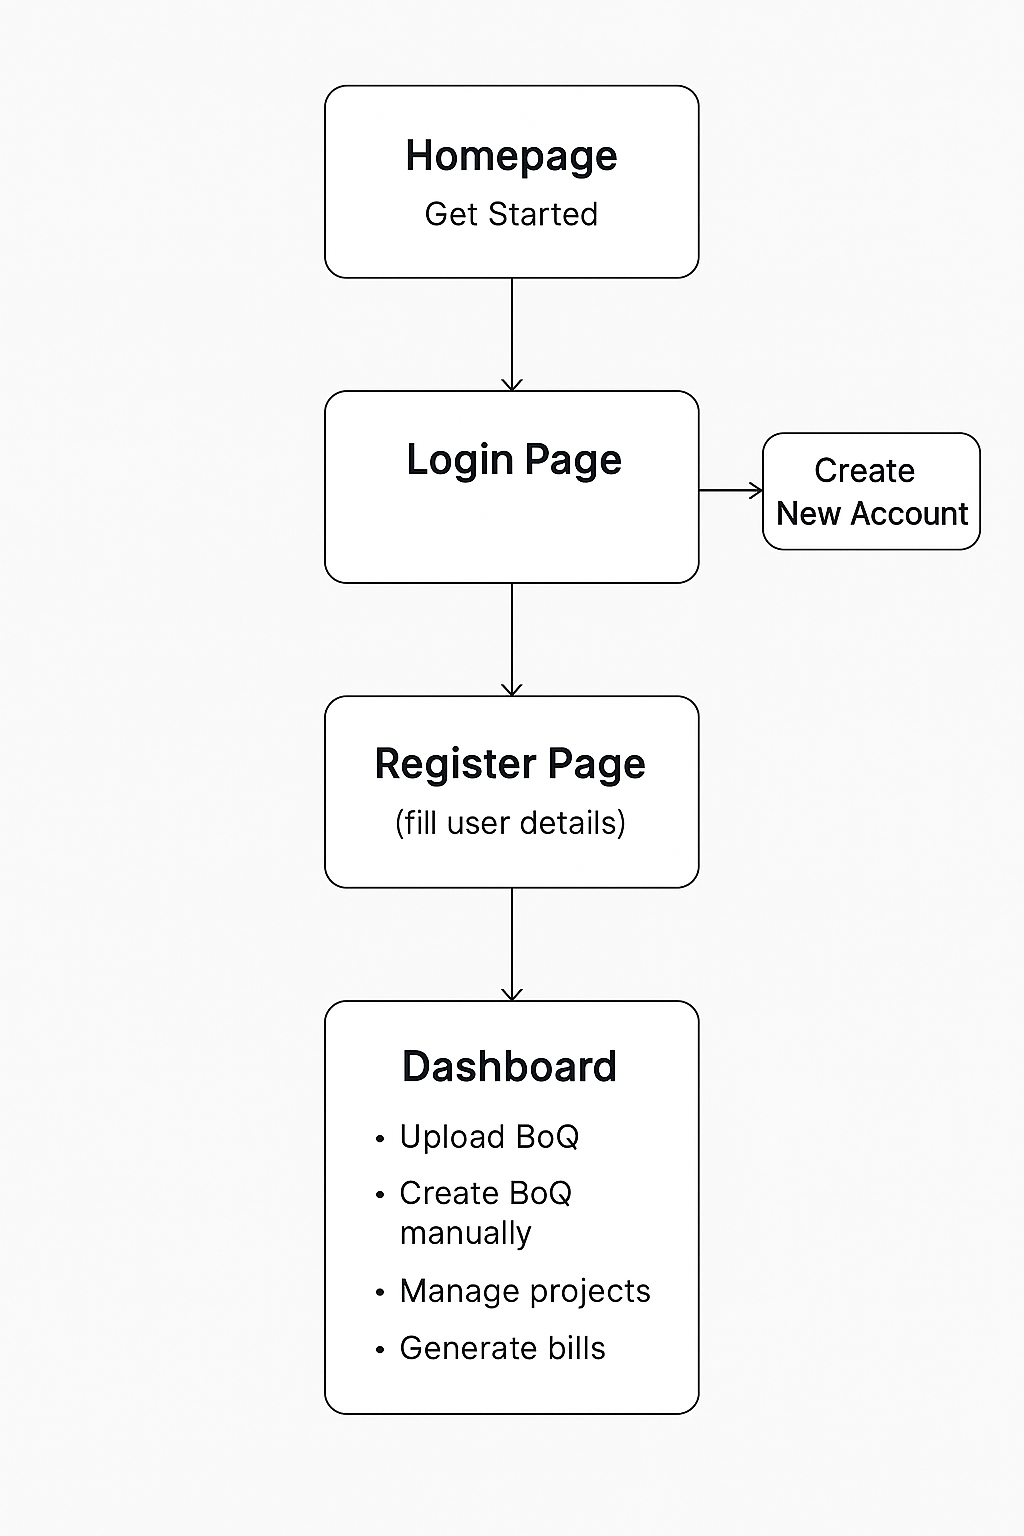 Homepage
Get Started
Login Page
Create
New Account
Register Page
(fill user details)
Dashboard
• Upload BoQ
• Create BoQ
manually
• Manage projects
• Generate bills